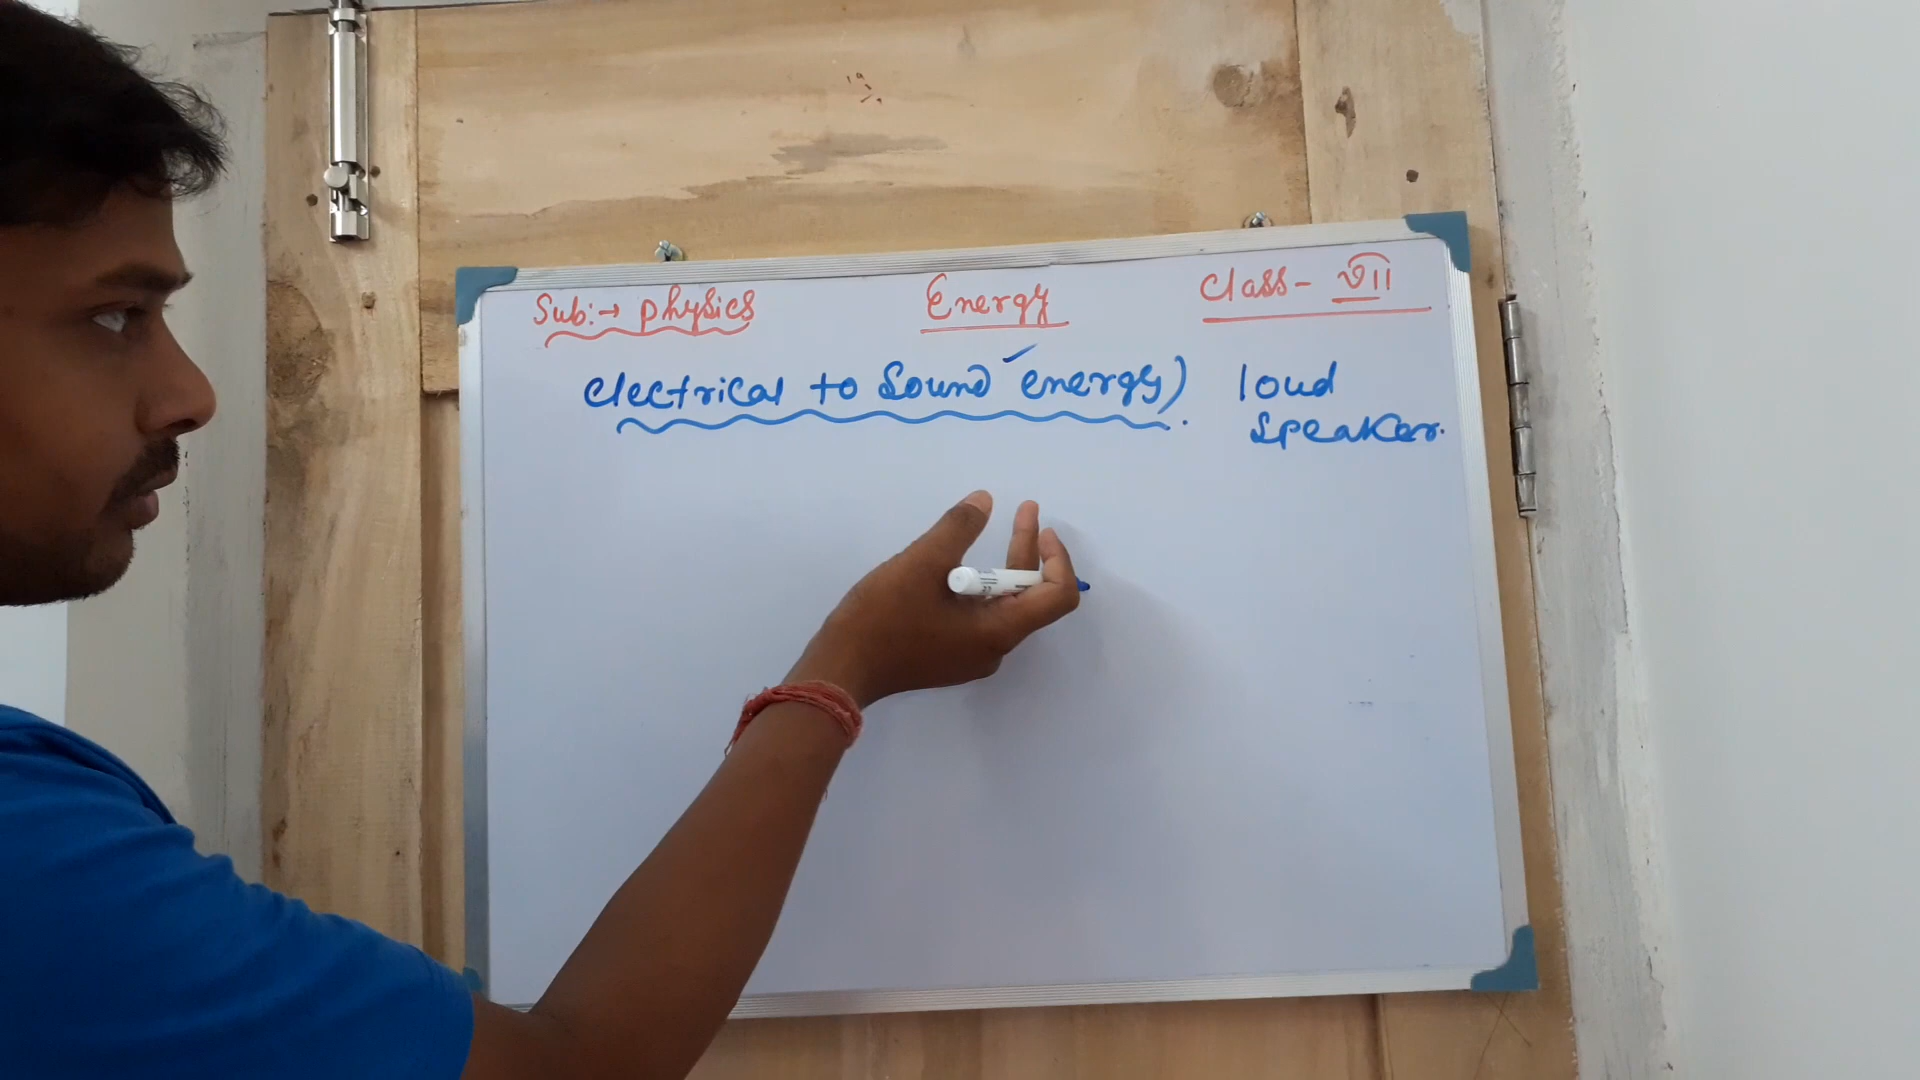 Sub:→ physics Energy Class - VII
electrical to Sound energy) loud
speaker.